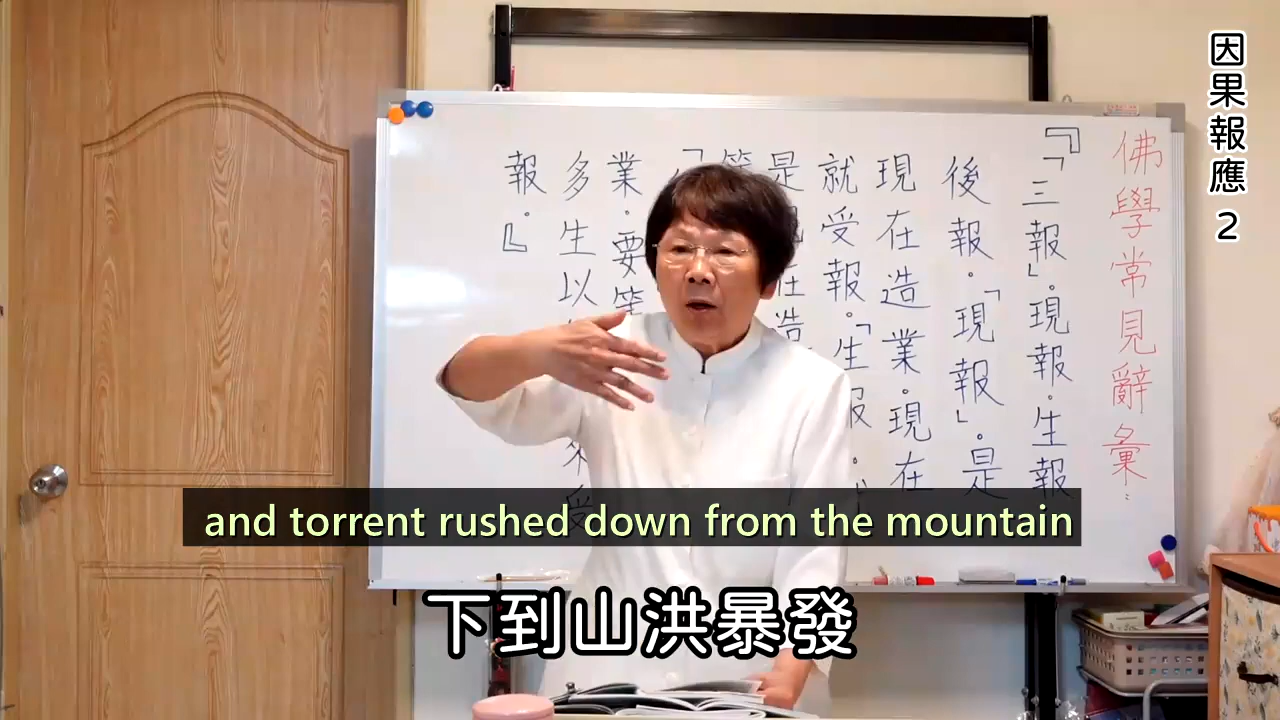 因果報應 2
佛學常見辭彙:
『「三報」.現報.生報
後報.「現報」.是
現在造業.現在
就受報.「生報.
業.要等
多生以
報.』
and torrent rushed down from the mountain
下到山洪暴發